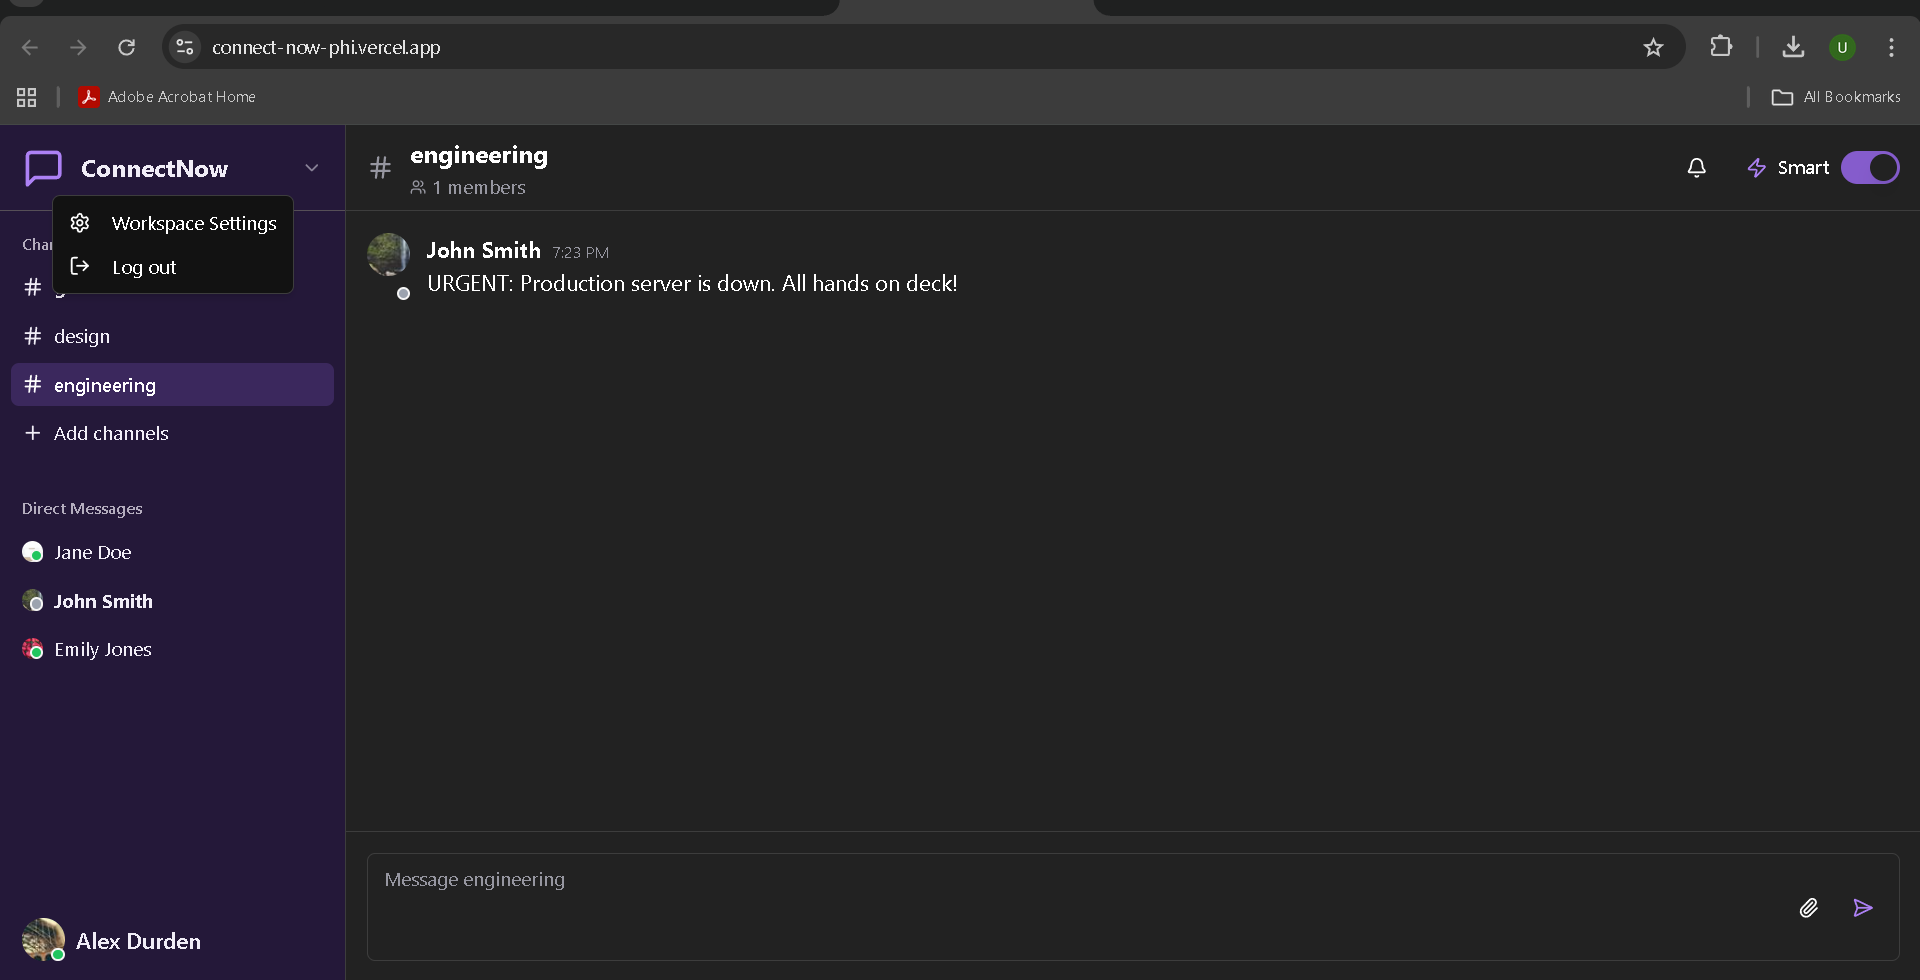 connect-now-phi.vercel.app
U
Adobe Acrobat Home
All Bookmarks
ConnectNow
Workspace Settings
Log out
# design
# engineering
+ Add channels
Direct Messages
Jane Doe
John Smith
Emily Jones
Alex Durden
# engineering
1 members
Smart
John Smith 7:23 PM
URGENT: Production server is down. All hands on deck!
Message engineering